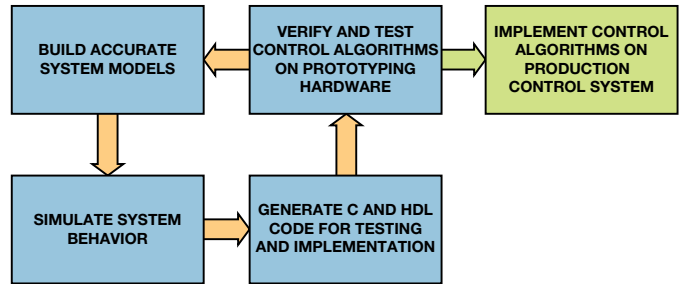 BUILD ACCURATE
SYSTEM MODELS
VERIFY AND TEST
CONTROL ALGORITHMS
ON PROTOTYPING
HARDWARE
IMPLEMENT CONTROL
ALGORITHMS ON
PRODUCTION
CONTROL SYSTEM
SIMULATE SYSTEM
BEHAVIOR
GENERATE C AND HDL
CODE FOR TESTING
AND IMPLEMENTATION